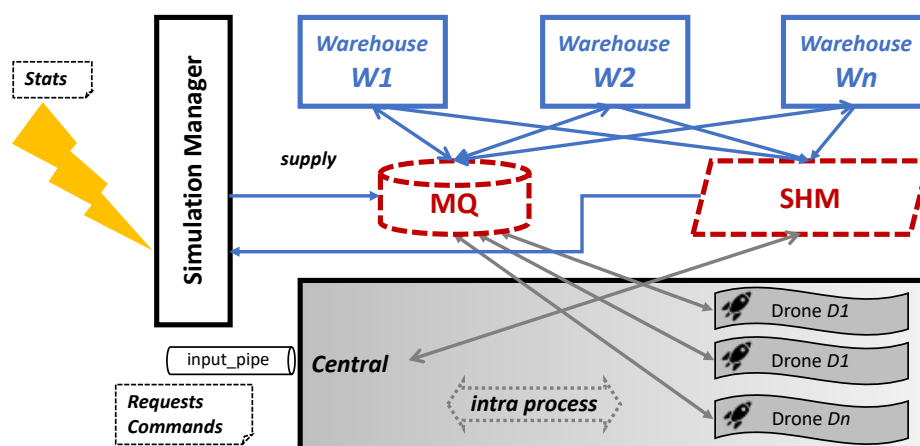 Warehouse
W1
Warehouse
W2
Warehouse
Wn
Stats
Simulation Manager
supply
MQ
SHM
Drone D1
Drone D1
Drone Dn
input_pipe
Central
intra process
Requests
Commands